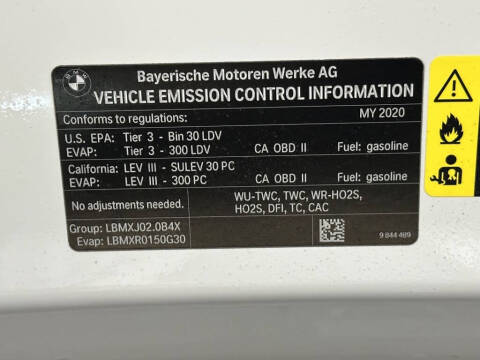 BMW
Bayerische Motoren Werke AG
VEHICLE EMISSION CONTROL INFORMATION
Conforms to regulations: MY 2020
U.S. EPA: Tier 3 - Bin 30 LDV
EVAP: Tier 3 - 300 LDV CA OBD II Fuel: gasoline
California: LEV III - SULEV 30 PC
EVAP: LEV III - 300 PC CA OBD II Fuel: gasoline
No adjustments needed. WU-TWC, TWC, WR-HO2S,
HO2S, DFI, TC, CAC
Group: LBMXJ02.0B4X
Evap: LBMXR0150G30
9 844 489